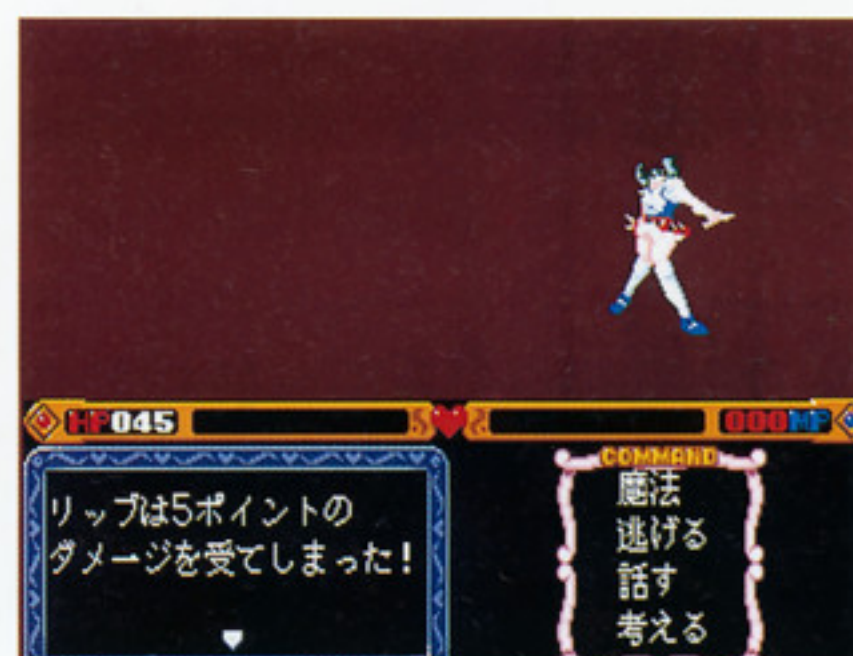 HP045
000MP
リップは5ポイントの
ダメージを受てしまった!
COMMAND
魔法
逃げる
話す
考える